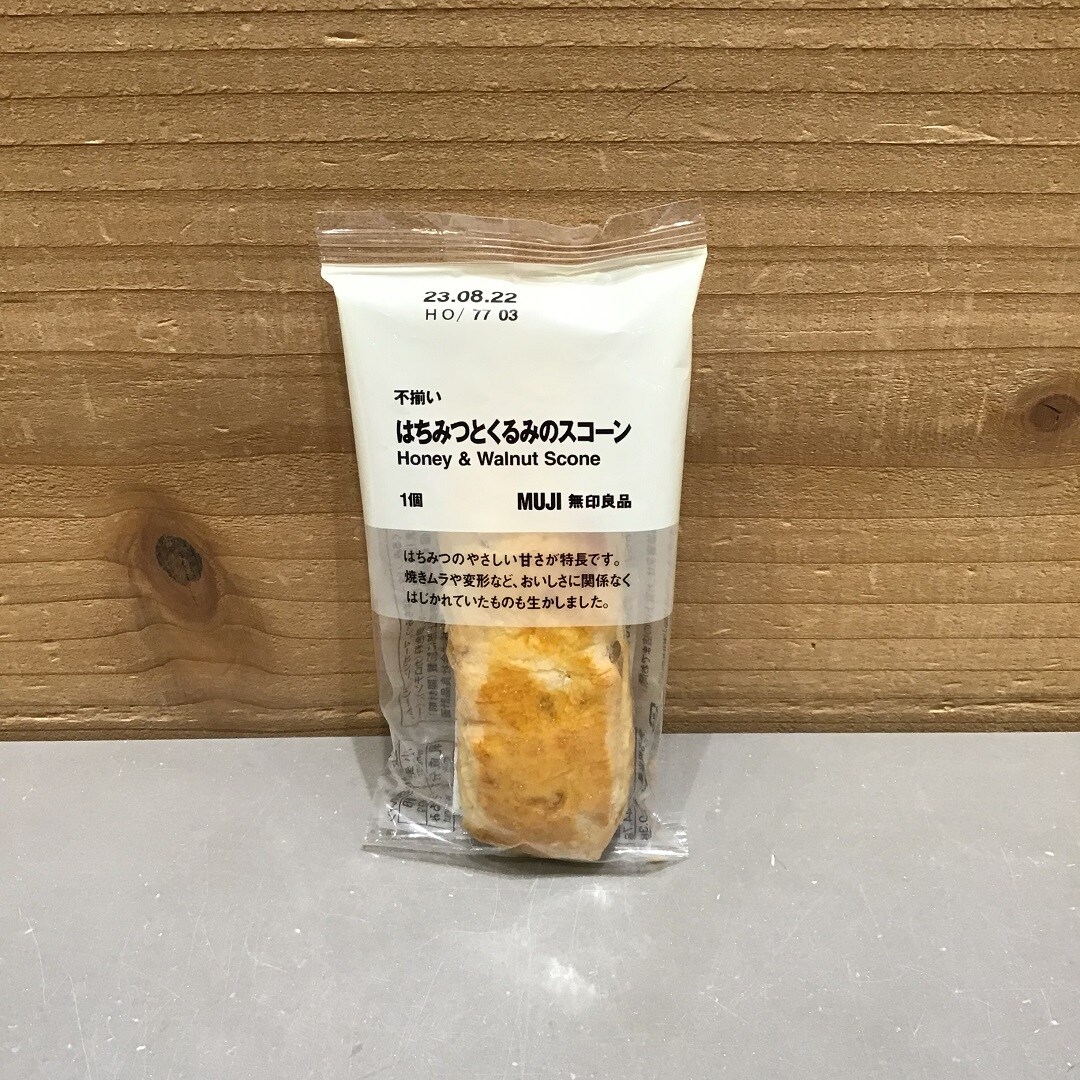 23.08.22
HO/ 77 03
不揃い
はちみつとくるみのスコーン
Honey & Walnut Scone
1個
MUJI 無印良品
はちみつのやさしい甘さが特長です。
焼きムラや変形など、おいしさに関係なく
はじかれていたものも生かしました。